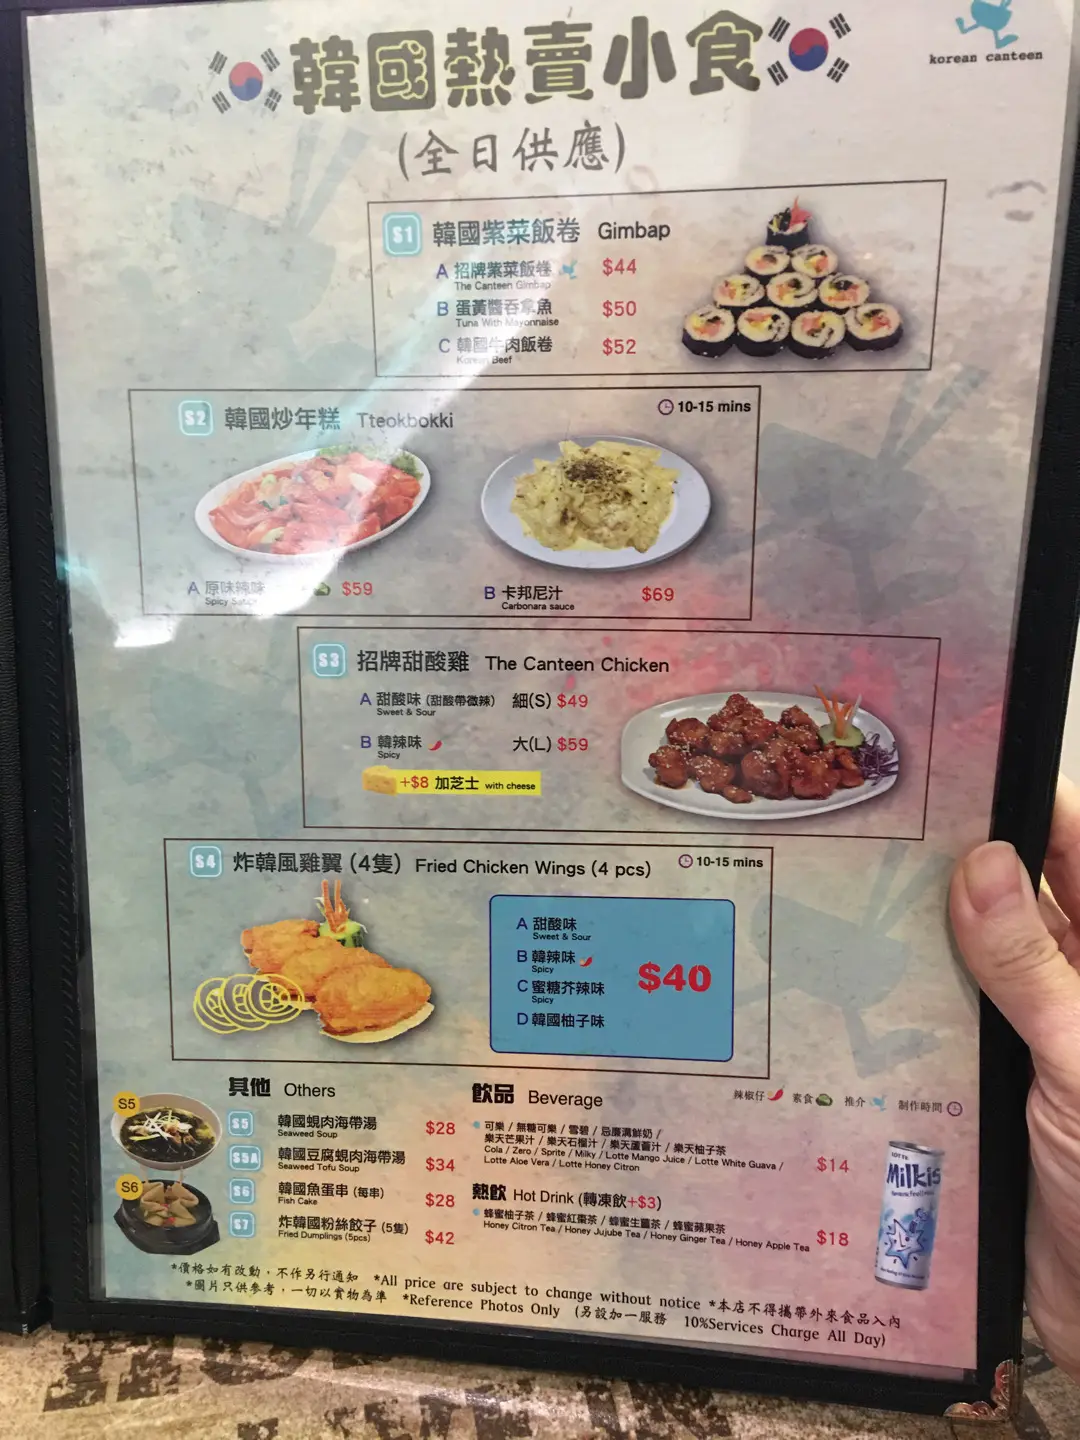 韓國熱賣小食
korean canteen
(全日供應)
S1 韓國紫菜飯卷 Gimbap
A 招牌紫菜飯卷 $44
The Canteen Gimbap
B 蛋黃醬吞拿魚 $50
Tuna With Mayonnaise
C 韓國牛肉飯卷 $52
Korean Beef
S2 韓國炒年糕 Tteokbokki 10-15 mins
A 原味辣味 $59
Spicy Sauce
B 卡邦尼汁 $69
Carbonara sauce
S3 招牌甜酸雞 The Canteen Chicken
A 甜酸味 (甜酸帶微辣) 細(S) $49
Sweet & Sour
B 韓辣味 大(L) $59
Spicy
+$8 加芝士 with cheese
S4 炸韓風雞翼 (4隻) Fried Chicken Wings (4 pcs) 10-15 mins
A 甜酸味
Sweet & Sour
B 韓辣味
Spicy
$40
C 蜜糖芥辣味
Spicy
D 韓國柚子味
其他 Others
S5
S5 韓國蜆肉海帶湯 $28
Seaweed Soup
S5A 韓國豆腐蜆肉海帶湯 $34
Seaweed Tofu Soup
S6
S6 韓國魚蛋串 (每串) $28
Fish Cake
S7 炸韓國粉絲餃子 (5隻) $42
Fried Dumplings (5pcs)
飲品 Beverage
辣椒仔 素食 推介 制作時間
可樂 / 無糖可樂 / 雪碧 / 忌廉溝鮮奶 /
樂天芒果汁 / 樂天石榴汁 / 樂天蘆薈汁 / 樂天柚子茶
Cola / Zero / Sprite / Milky / Lotte Mango Juice / Lotte White Guava /
Lotte Aloe Vera / Lotte Honey Citron $14
熱飲 Hot Drink (轉凍飲+$3)
蜂蜜柚子茶 / 蜂蜜紅棗茶 / 蜂蜜生薑茶 / 蜂蜜蘋果茶
Honey Citron Tea / Honey Jujube Tea / Honey Ginger Tea / Honey Apple Tea $18
LOTTE
Milkis
*價格如有改動，不作另行通知 *All price are subject to change without notice *本店不得攜帶外來食品入內
*圖片只供參考，一切以實物為準 *Reference Photos Only (另設加一服務 10%Services Charge All Day)